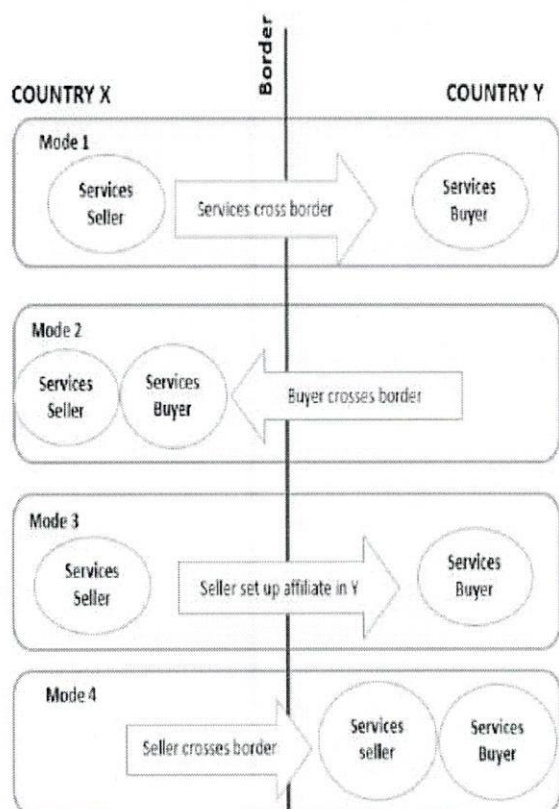 Border
COUNTRY X
COUNTRY Y
Mode 1
Services
Seller
Services cross border
Services
Buyer
Mode 2
Services
Seller
Services
Buyer
Buyer crosses border
Mode 3
Services
Seller
Seller set up affiliate in Y
Services
Buyer
Mode 4
Seller crosses border
Services
seller
Services
Buyer